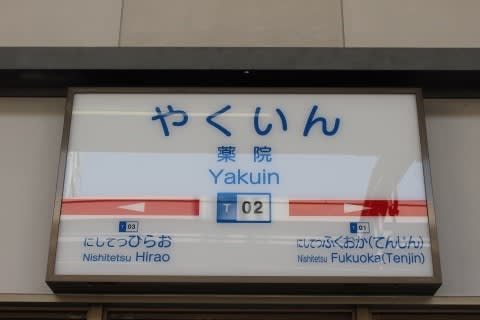 やくいん
薬院
Yakuin
T 02
T 03
にしてつひらお
Nishitetsu Hirao
T 01
にしてつふくおか(てんじん)
Nishitetsu Fukuoka(Tenjin)